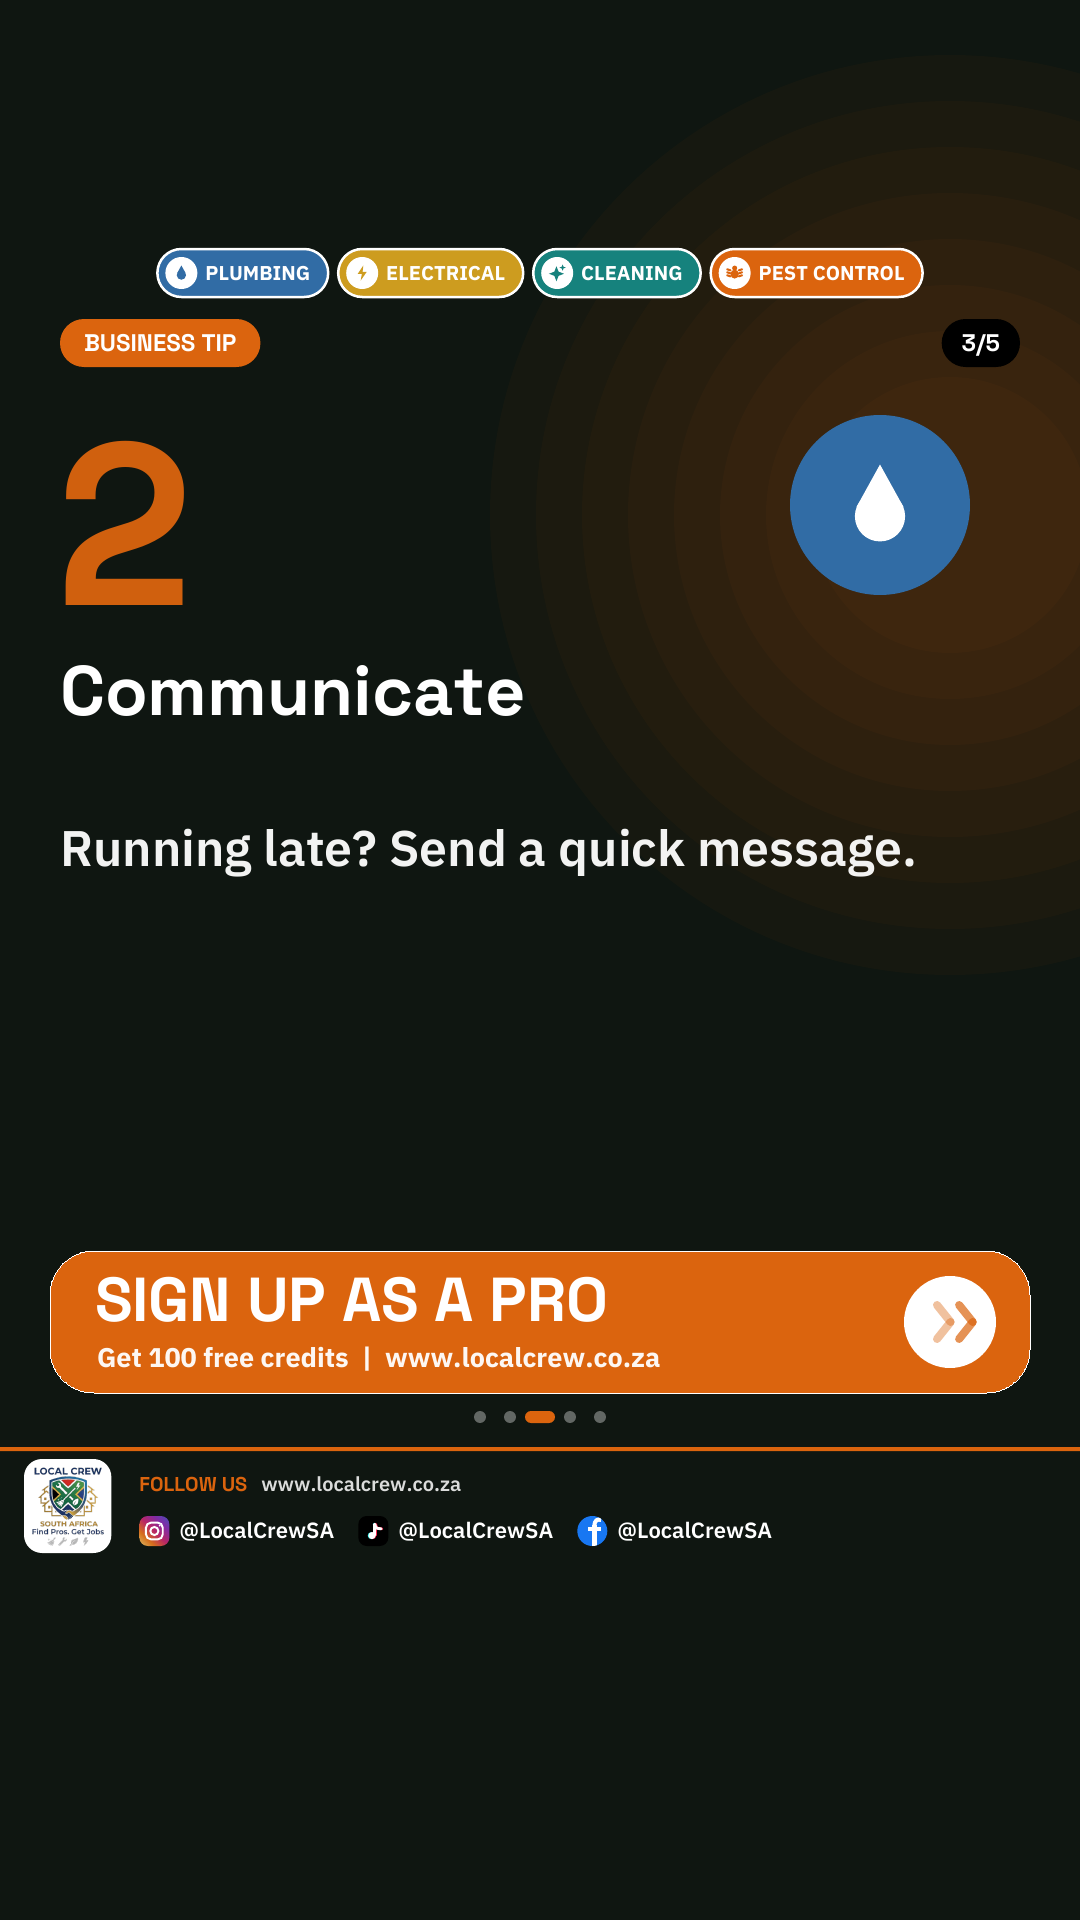 PLUMBING ELECTRICAL CLEANING PEST CONTROL
BUSINESS TIP 3/5
2
Communicate
Running late? Send a quick message.
SIGN UP AS A PRO
Get 100 free credits | www.localcrew.co.za
LOCAL CREW
SOUTH AFRICA
Find Pros. Get Jobs
FOLLOW US www.localcrew.co.za
@LocalCrewSA @LocalCrewSA @LocalCrewSA